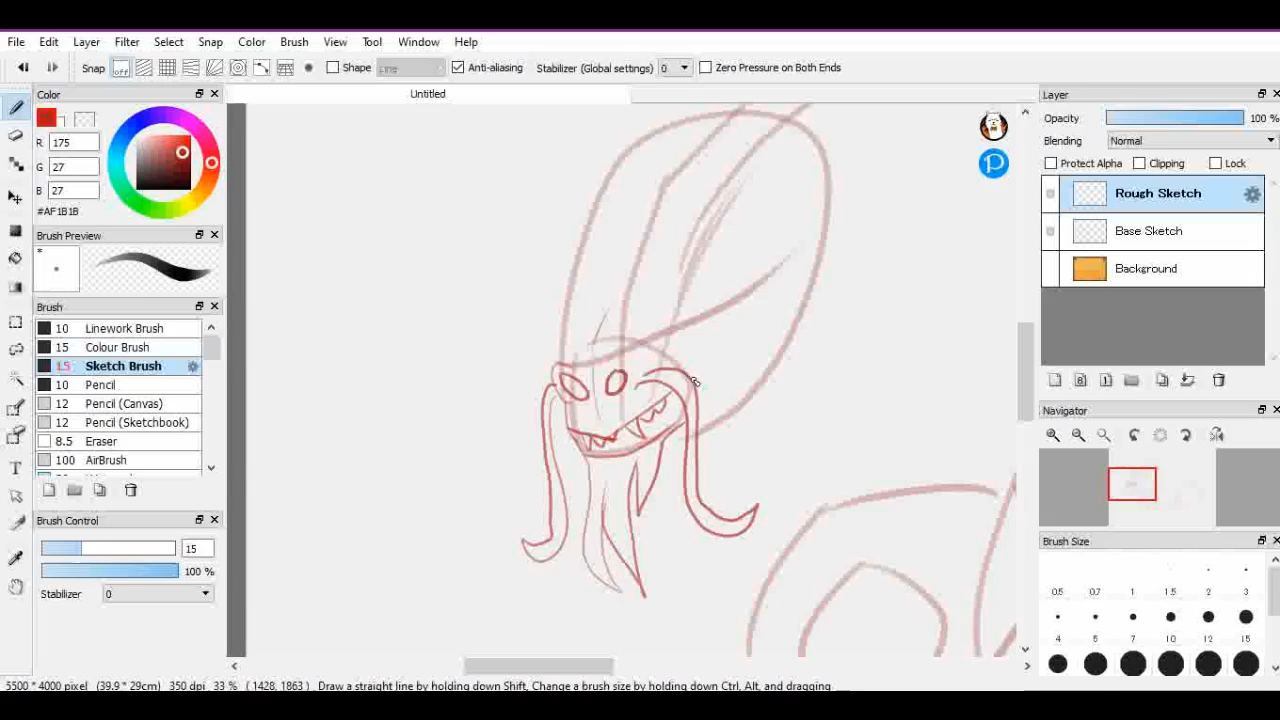 File Edit Layer Filter Select Snap Color Brush View Tool Window Help
Snap off Shape Line Anti-aliasing Stabilizer (Global settings) 0 Zero Pressure on Both Ends
Color
Untitled
Layer
R 175
G 27
B 27
#AF1B1B
Opacity 100 %
Blending Normal
Protect Alpha Clipping Lock
Rough Sketch
Base Sketch
Background
Brush Preview
*
Brush
10 Linework Brush
15 Colour Brush
15 Sketch Brush
10 Pencil
12 Pencil (Canvas)
12 Pencil (Sketchbook)
8.5 Eraser
100 AirBrush
Navigator
Brush Control
15
100 %
Stabilizer 0
Brush Size
0.5 0.7 1 1.5 2 3
4 5 7 10 12 15
5500 * 4000 pixel (39.9 * 29cm) 350 dpi 33 % (1428, 1863) Draw a straight line by holding down Shift, Change a brush size by holding down Ctrl, Alt, and dragging